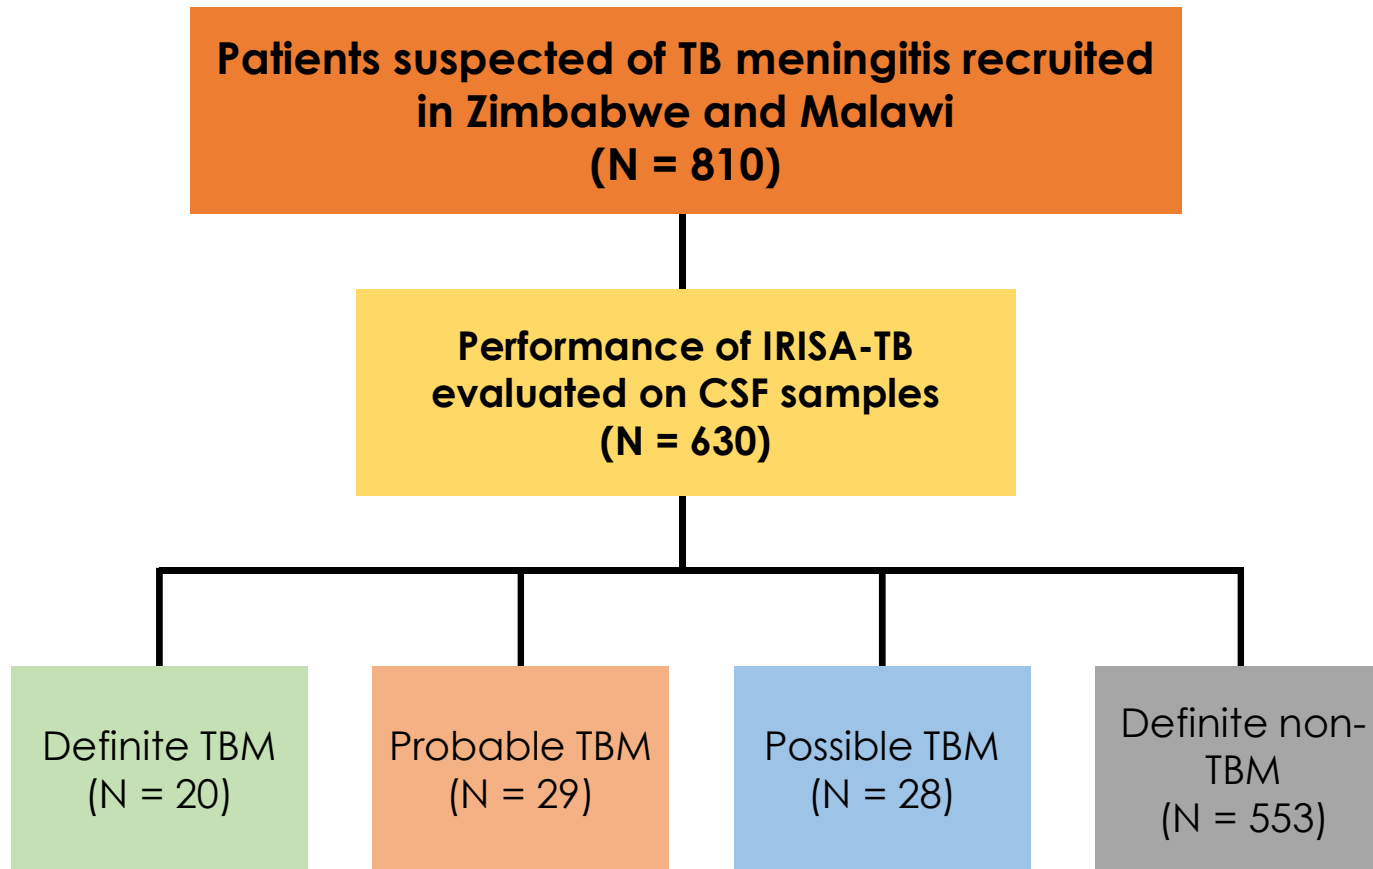 Patients suspected of TB meningitis recruited
in Zimbabwe and Malawi
(N = 810)
Performance of IRISA-TB
evaluated on CSF samples
(N = 630)
Definite TBM
(N = 20)
Probable TBM
(N = 29)
Possible TBM
(N = 28)
Definite non-
TBM
(N = 553)